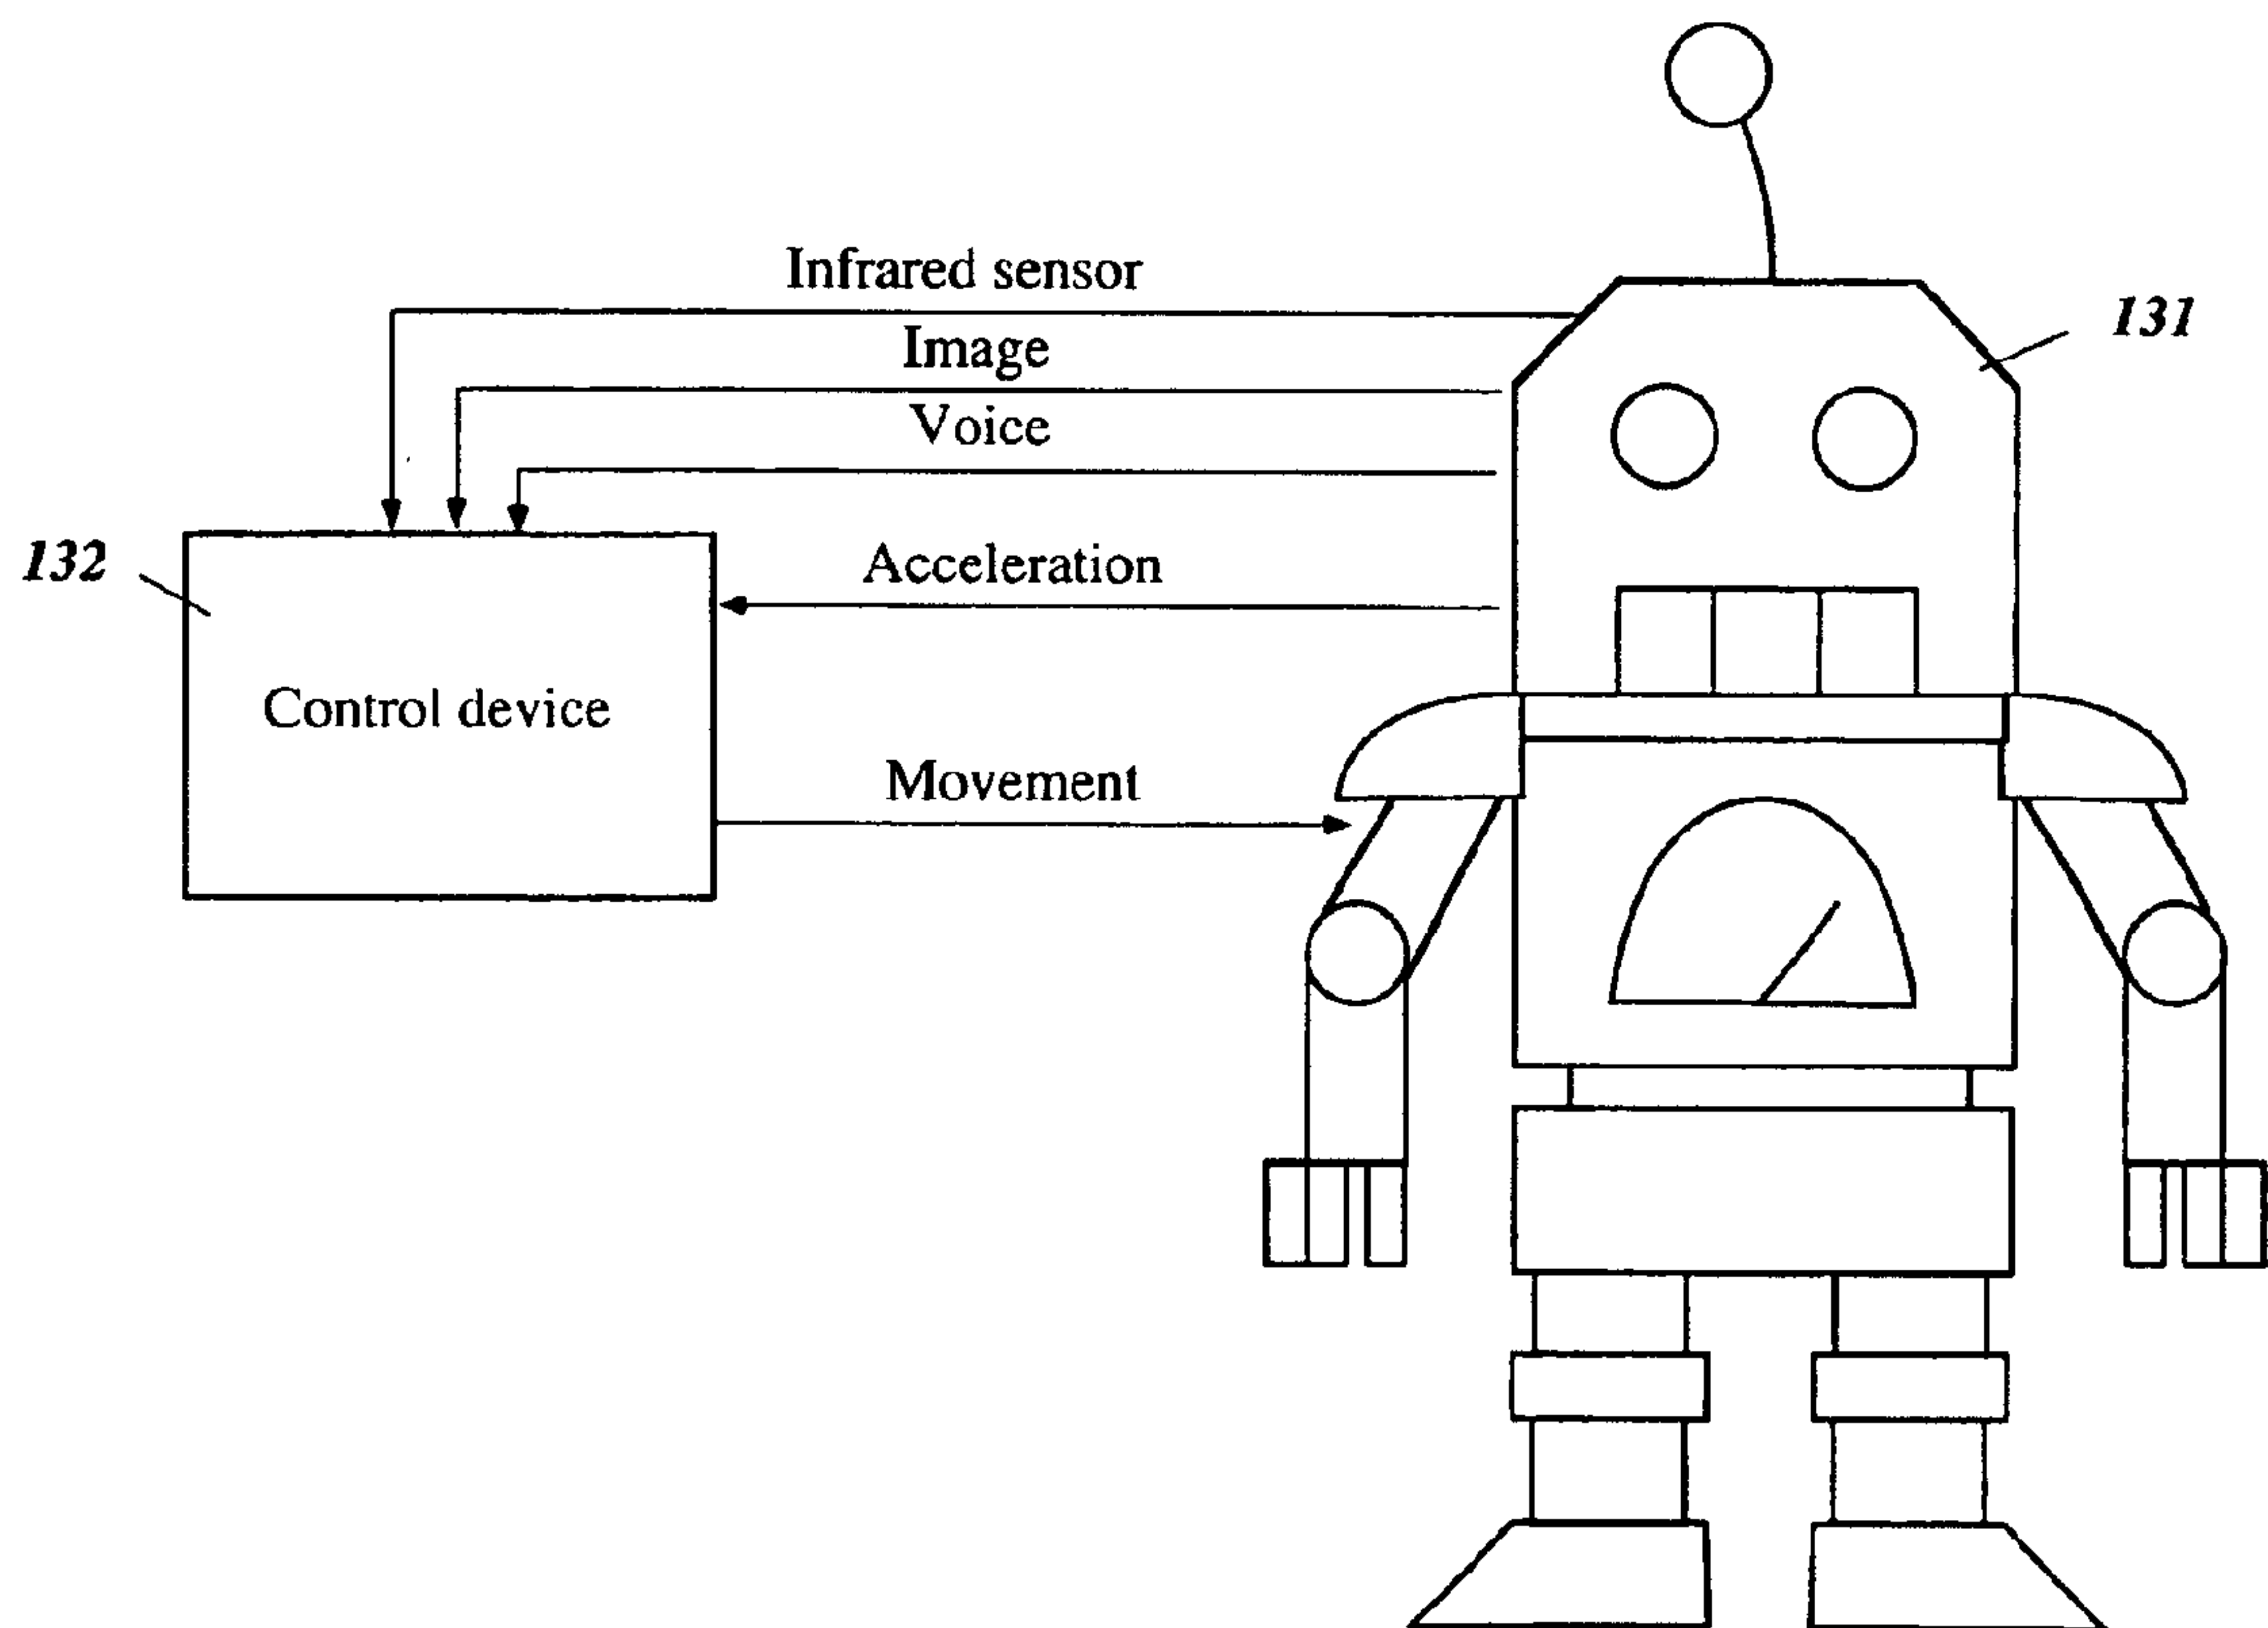 Infrared sensor
131
Image
Voice
132
Acceleration
Control device
Movement